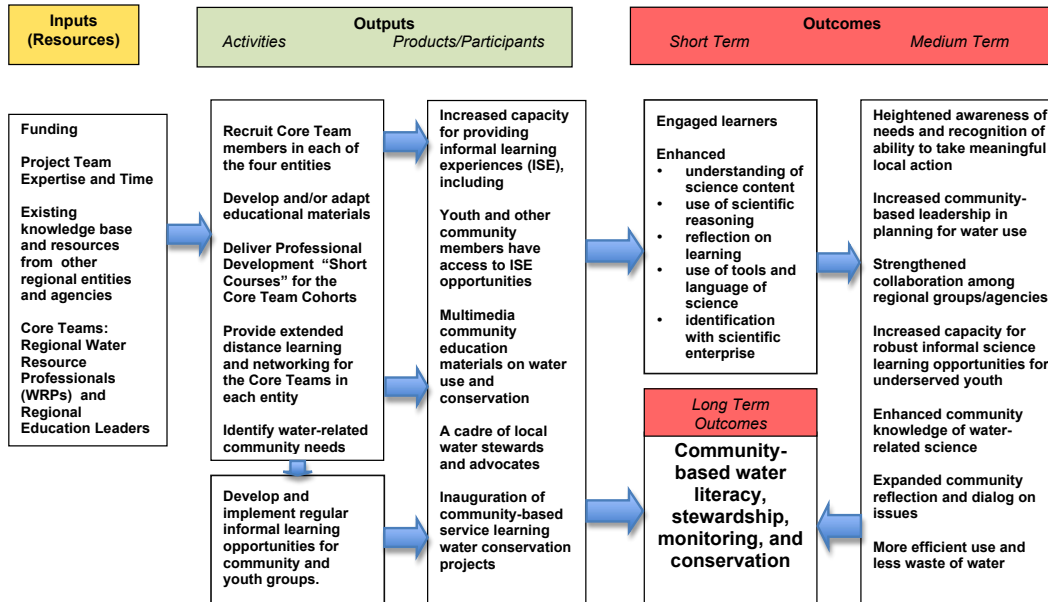 Inputs
(Resources)
Outputs
Activities
Products/Participants
Outcomes
Short Term
Medium Term
Funding
Project Team
Expertise and Time
Existing
knowledge base
and resources
from other
regional entities
and agencies
Core Teams:
Regional Water
Resource
Professionals
(WRPs) and
Regional
Education Leaders
Recruit Core Team
members in each of
the four entities
Develop and/or adapt
educational materials
Deliver Professional
Development “Short
Courses” for the
Core Team Cohorts
Provide extended
distance learning
and networking for
the Core Teams in
each entity
Identify water-related
community needs
Develop and
implement regular
informal learning
opportunities for
community and
youth groups.
Increased capacity
for providing
informal learning
experiences (ISE),
including
Youth and other
community
members have
access to ISE
opportunities
Multimedia
community
education
materials on water
use and
conservation
A cadre of local
water stewards
and advocates
Inauguration of
community-based
service learning
water conservation
projects
Engaged learners
Enhanced
• understanding of
science content
• use of scientific
reasoning
• reflection on
learning
• use of tools and
language of
science
• identification
with scientific
enterprise
Long Term
Outcomes
Community-
based water
literacy,
stewardship,
monitoring, and
conservation
Heightened awareness of
needs and recognition of
ability to take meaningful
local action
Increased community-
based leadership in
planning for water use
Strengthened
collaboration among
regional groups/agencies
Increased capacity for
robust informal science
learning opportunities for
underserved youth
Enhanced community
knowledge of water-
related science
Expanded community
reflection and dialog on
issues
More efficient use and
less waste of water